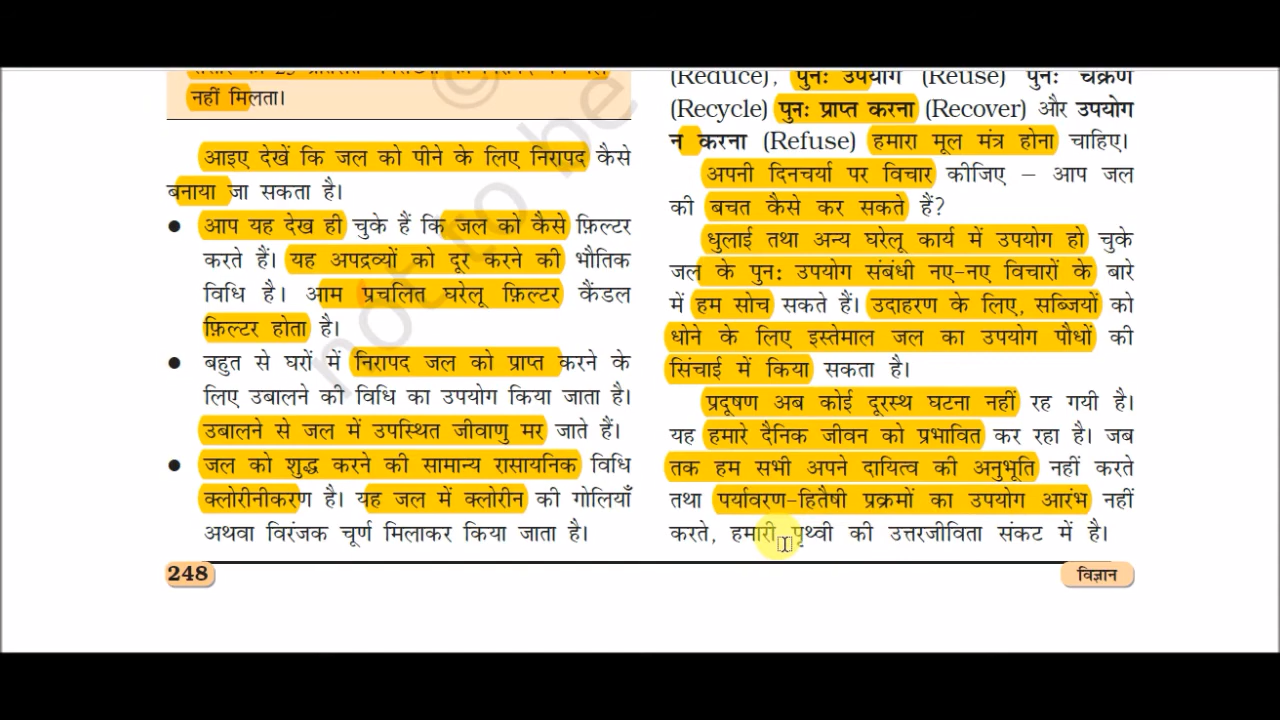 नहीं मिलता।
आइए देखें कि जल को पीने के लिए निरापद कैसे
बनाया जा सकता है।
● आप यह देख ही चुके हैं कि जल को कैसे फ़िल्टर
करते हैं। यह अपद्रव्यों को दूर करने की भौतिक
विधि है। आम प्रचलित घरेलू फ़िल्टर कैंडल
फ़िल्टर होता है।
● बहुत से घरों में निरापद जल को प्राप्त करने के
लिए उबालने की विधि का उपयोग किया जाता है।
उबालने से जल में उपस्थित जीवाणु मर जाते हैं।
● जल को शुद्ध करने की सामान्य रासायनिक विधि
क्लोरीनीकरण है। यह जल में क्लोरीन की गोलियाँ
अथवा विरंजक चूर्ण मिलाकर किया जाता है।
(Reduce), पुनः उपयोग (Reuse) पुनः चक्रण
(Recycle) पुनः प्राप्त करना (Recover) और उपयोग
न करना (Refuse) हमारा मूल मंत्र होना चाहिए।
अपनी दिनचर्या पर विचार कीजिए – आप जल
की बचत कैसे कर सकते हैं?
धुलाई तथा अन्य घरेलू कार्य में उपयोग हो चुके
जल के पुन: उपयोग संबंधी नए-नए विचारों के बारे
में हम सोच सकते हैं। उदाहरण के लिए, सब्जियों को
धोने के लिए इस्तेमाल जल का उपयोग पौधों की
सिंचाई में किया सकता है।
प्रदूषण अब कोई दूरस्थ घटना नहीं रह गयी है।
यह हमारे दैनिक जीवन को प्रभावित कर रहा है। जब
तक हम सभी अपने दायित्व की अनुभूति नहीं करते
तथा पर्यावरण-हितैषी प्रक्रमों का उपयोग आरंभ नहीं
करते, हमारी पृथ्वी की उत्तरजीविता संकट में है।
248
विज्ञान
© not to be